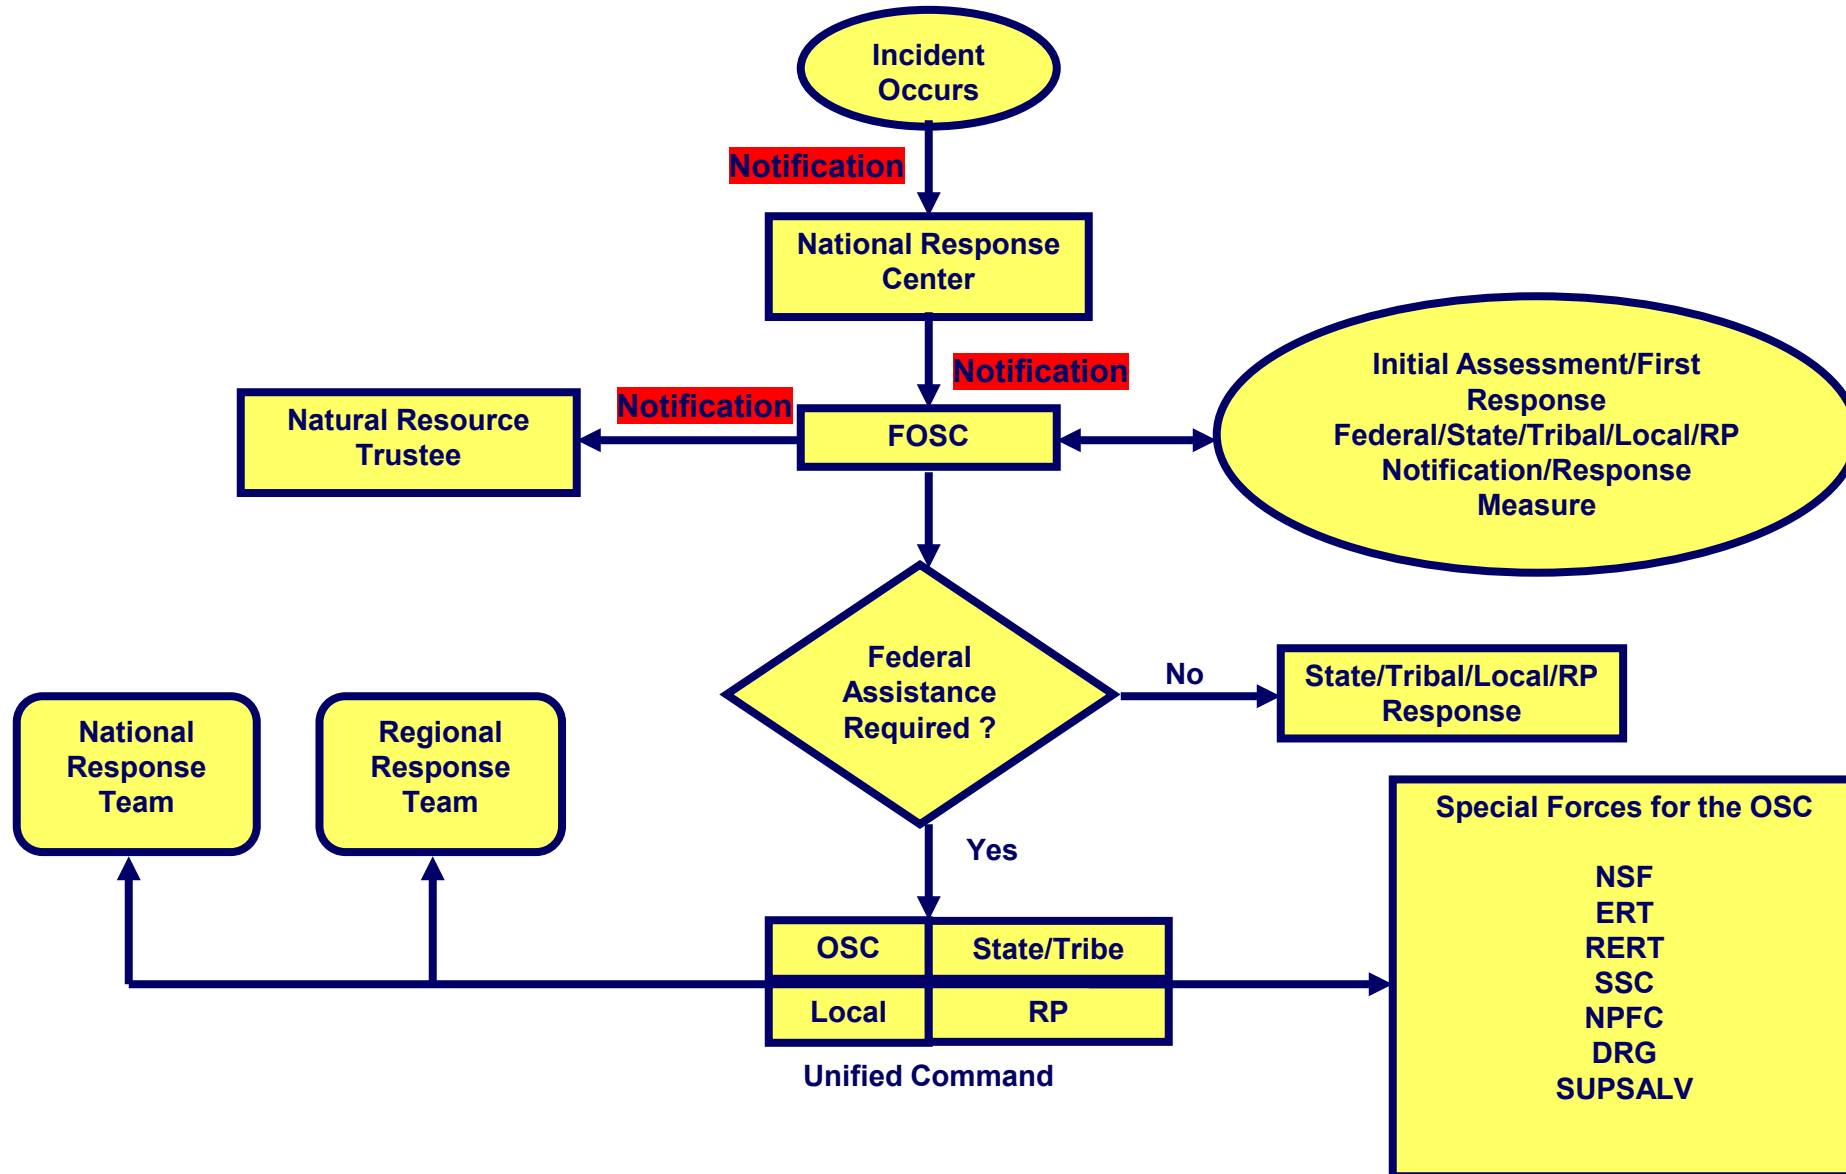 Incident
Occurs
Notification
National Response
Center
Notification
Notification
Natural Resource
Trustee
FOSC
Initial Assessment/First
Response
Federal/State/Tribal/Local/RP
Notification/Response
Measure
Federal
Assistance
Required ?
No
State/Tribal/Local/RP
Response
National
Response
Team
Regional
Response
Team
Yes
Special Forces for the OSC
NSF
ERT
RERT
SSC
NPFC
DRG
SUPSALV
OSC
State/Tribe
Local
RP
Unified Command